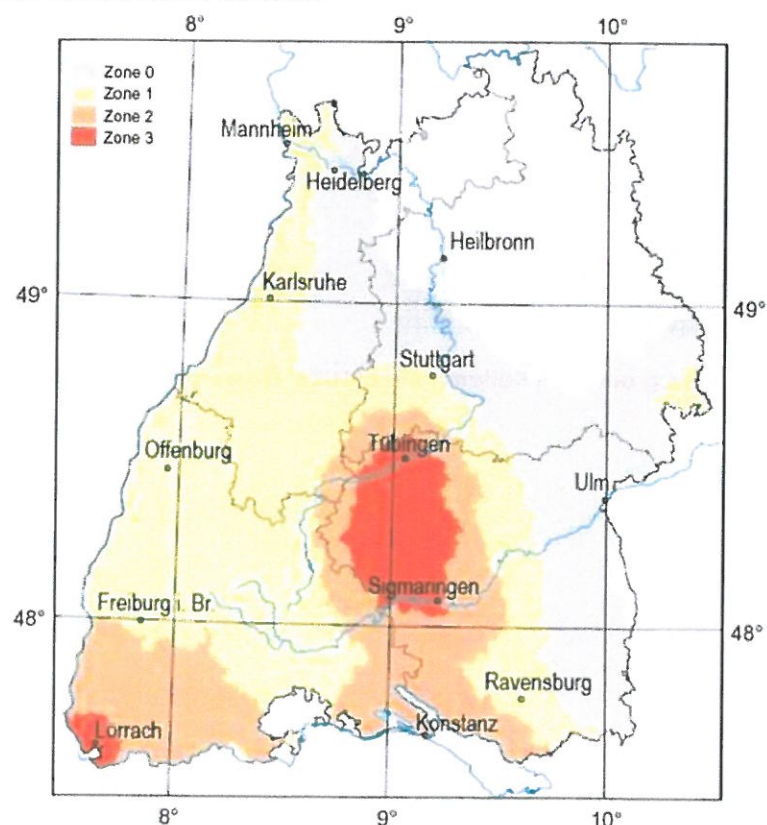 8° 9° 10°
Zone 0
Zone 1
Zone 2
Zone 3
Mannheim
Heidelberg
Heilbronn
Karlsruhe
49° 49°
Stuttgart
Offenburg
Tübingen
Ulm
Sigmaringen
Freiburg i. Br.
48° 48°
Ravensburg
Lörrach
Konstanz
8° 9° 10°